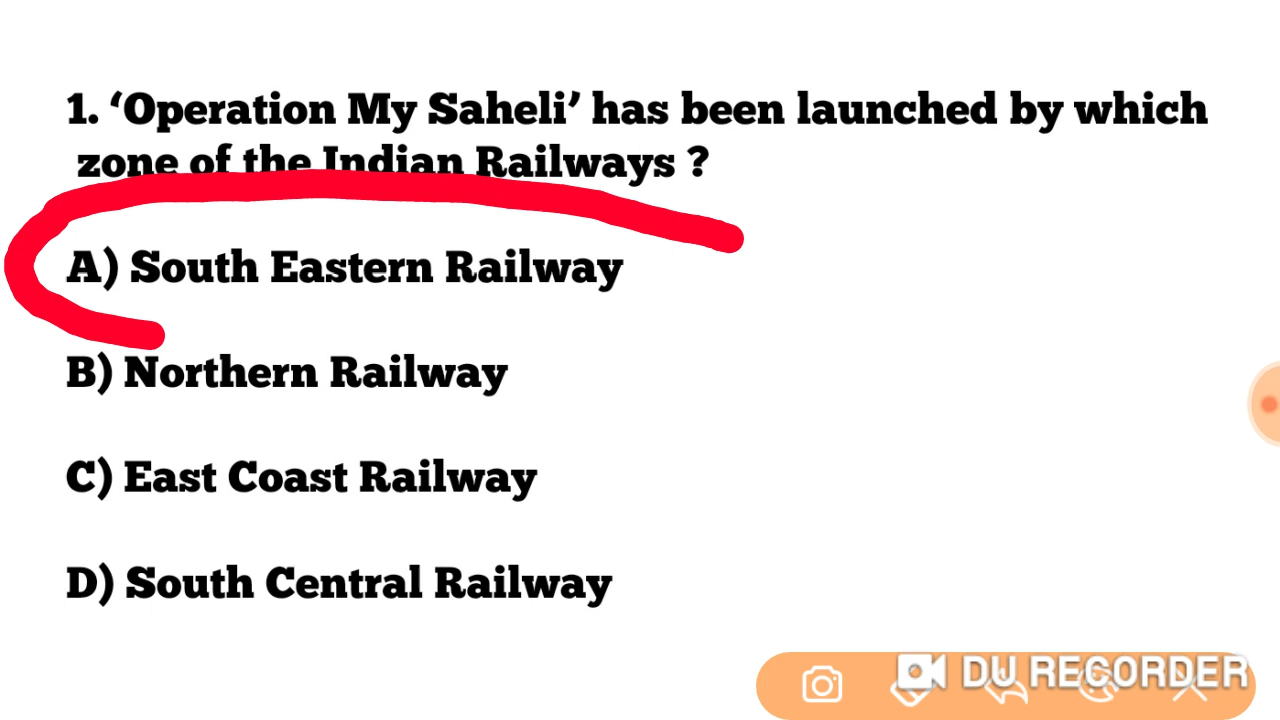 1. ‘Operation My Saheli’ has been launched by which
zone of the Indian Railways ?
A) South Eastern Railway
B) Northern Railway
C) East Coast Railway
D) South Central Railway
DU RECORDER